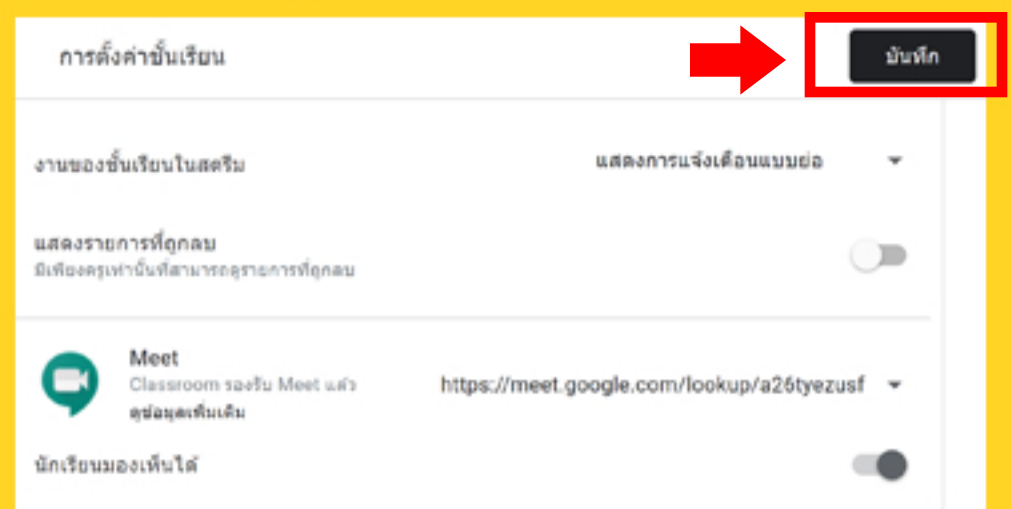 การตั้งค่าชั้นเรียน
บันทึก
งานของชั้นเรียนในสตรีม
แสดงการแจ้งเตือนแบบย่อ
แสดงรายการที่ถูกลบ
มีเพียงครูเท่านั้นที่สามารถดูรายการที่ถูกลบ
Meet
Classroom รองรับ Meet แล้ว
https://meet.google.com/lookup/a26tyezusf
ดูข้อมูลเพิ่มเติม
นักเรียนมองเห็นได้